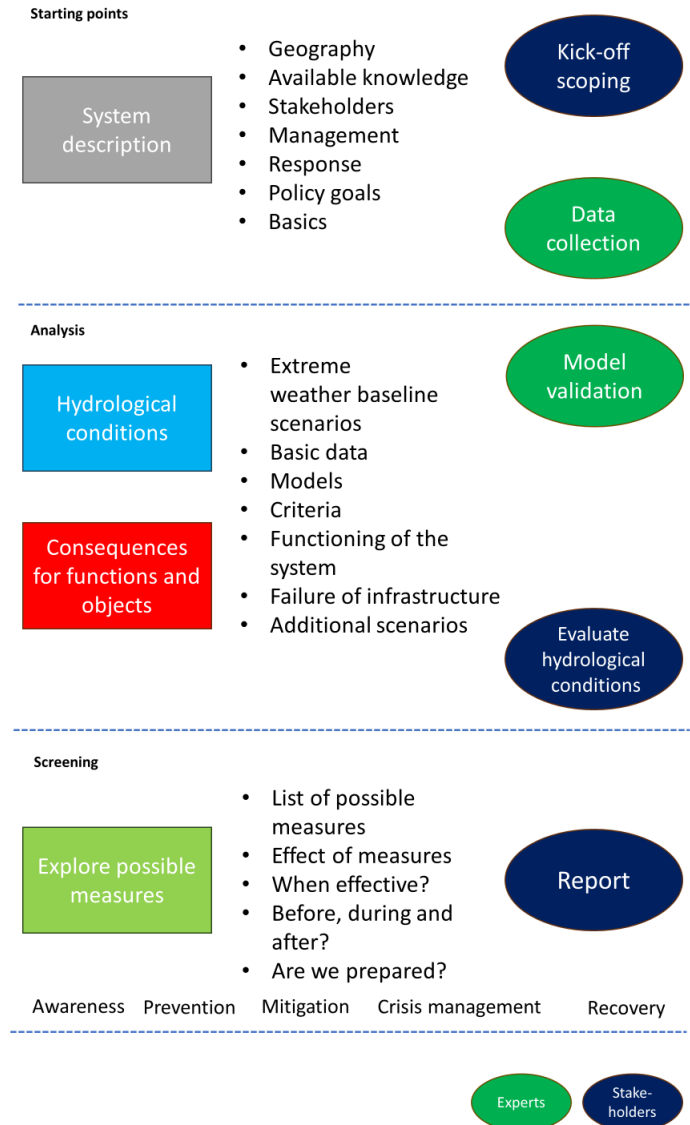 Starting points
System
description
• Geography
• Available knowledge
• Stakeholders
• Management
• Response
• Policy goals
• Basics
Kick-off
scoping
Data
collection
Analysis
Hydrological
conditions
Consequences
for functions and
objects
• Extreme
weather baseline
scenarios
• Basic data
• Models
• Criteria
• Functioning of the
system
• Failure of infrastructure
• Additional scenarios
Model
validation
Evaluate
hydrological
conditions
Screening
Explore possible
measures
• List of possible
measures
• Effect of measures
• When effective?
• Before, during and
after?
• Are we prepared?
Report
Awareness Prevention Mitigation Crisis management Recovery
Experts
Stake-
holders